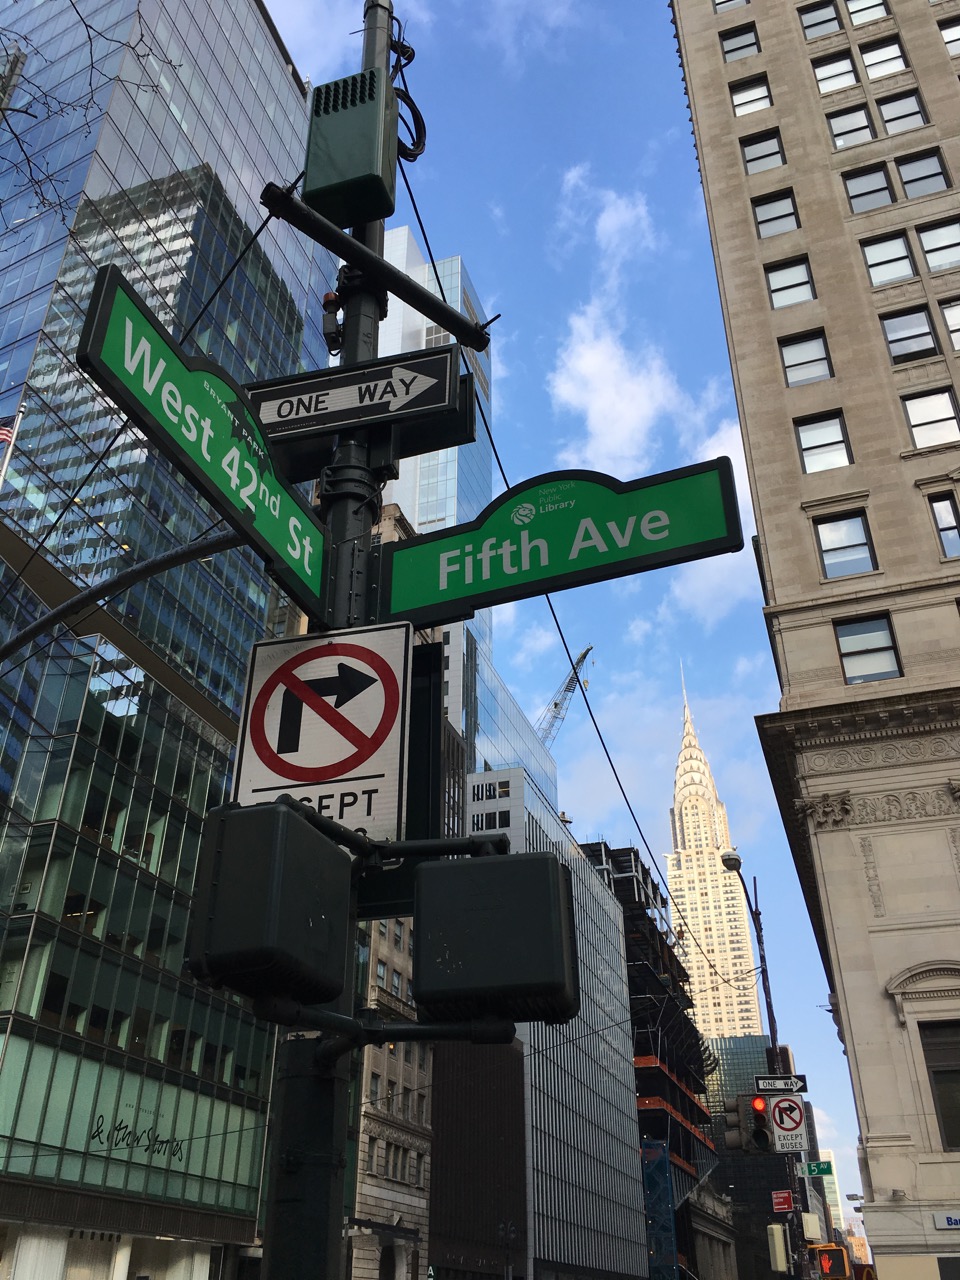 BRYANT PARK
West 42nd St
ONE WAY
New York
Public
Library
Fifth Ave
& Other Stories
ONE WAY
EXCEPT
BUSES
5 AV